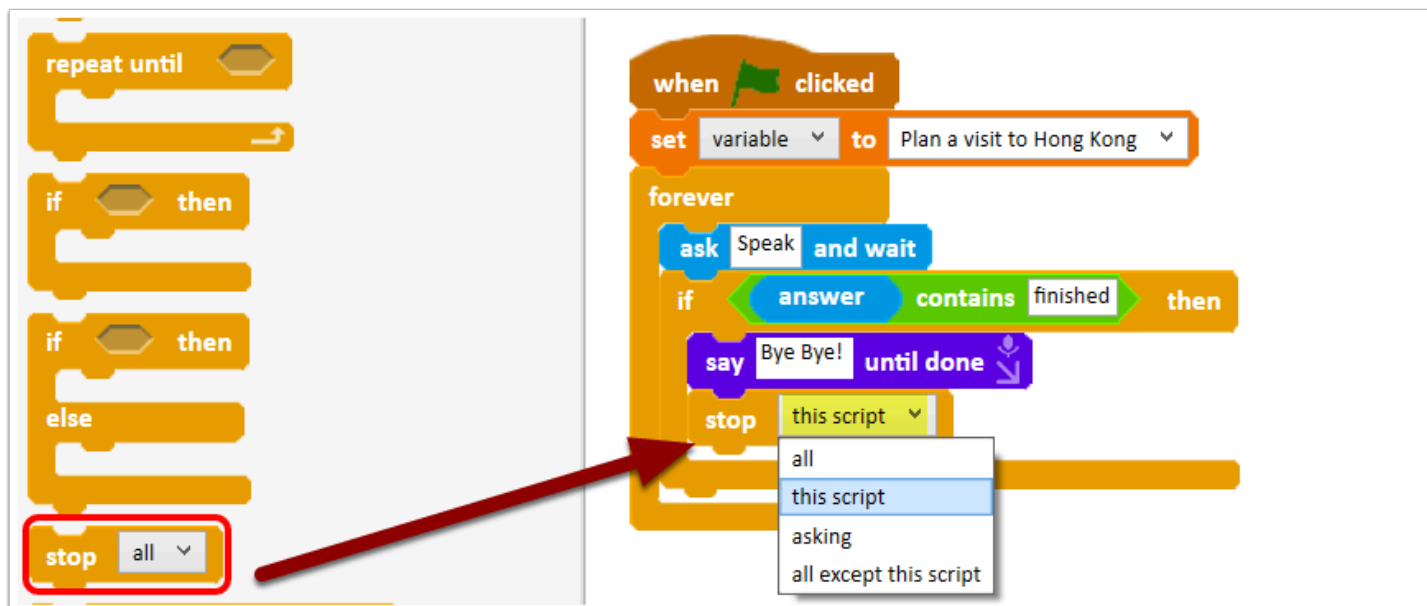 repeat until
if then
if then
else
stop all
when clicked
set variable to Plan a visit to Hong Kong
forever
ask Speak and wait
if answer contains finished then
say Bye Bye! until done
stop this script
all
this script
asking
all except this script